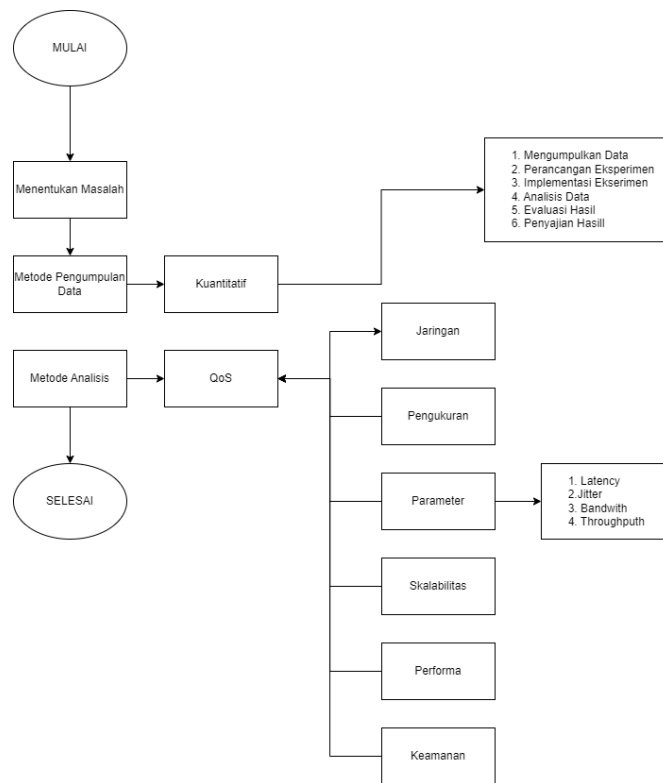 MULAI
Menentukan Masalah
1. Mengumpulkan Data
2. Perancangan Eksperimen
3. Implementasi Ekserimen
4. Analisis Data
5. Evaluasi Hasil
6. Penyajian Hasill
Metode Pengumpulan
Data
Kuantitatif
Jaringan
Metode Analisis
QoS
Pengukuran
SELESAI
Parameter
1. Latency
2.Jitter
3. Bandwith
4. Throughputh
Skalabilitas
Performa
Keamanan